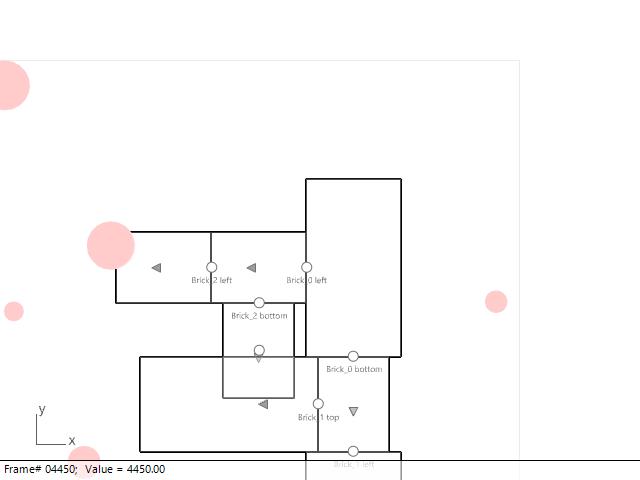 Brick_2 left
Brick_0 left
Brick_2 bottom
Brick_0 bottom
Brick_1 top
y
x
Brick_1 left
Frame# 04450;  Value = 4450.00